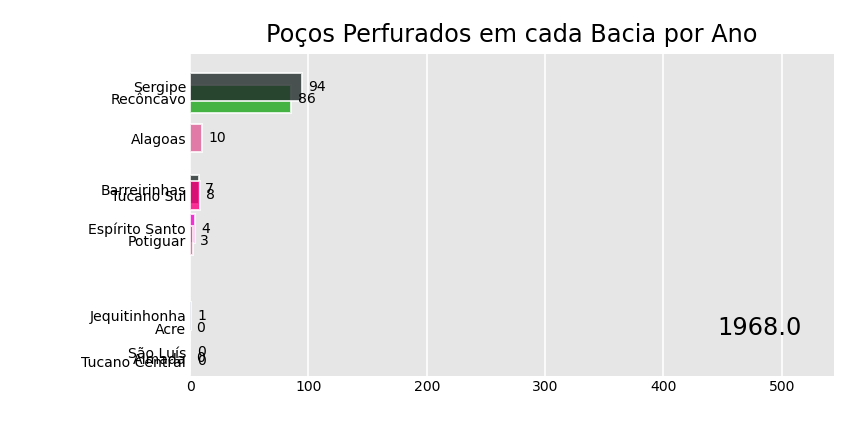 Poços Perfurados em cada Bacia por Ano
Sergipe 94
Recôncavo 86
Alagoas 10
Barreirinhas 7
Tucano Sul 8
Espírito Santo 4
Potiguar 3
Jequitinhonha 1
Acre 0
1968.0
São Luís 0
Almada 0
Tucano Central 0
0 100 200 300 400 500